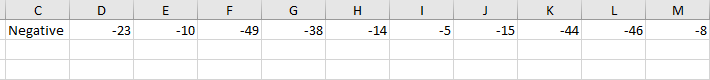 C D E F G H I J K L M
Negative -23 -10 -49 -38 -14 -5 -15 -44 -46 -8